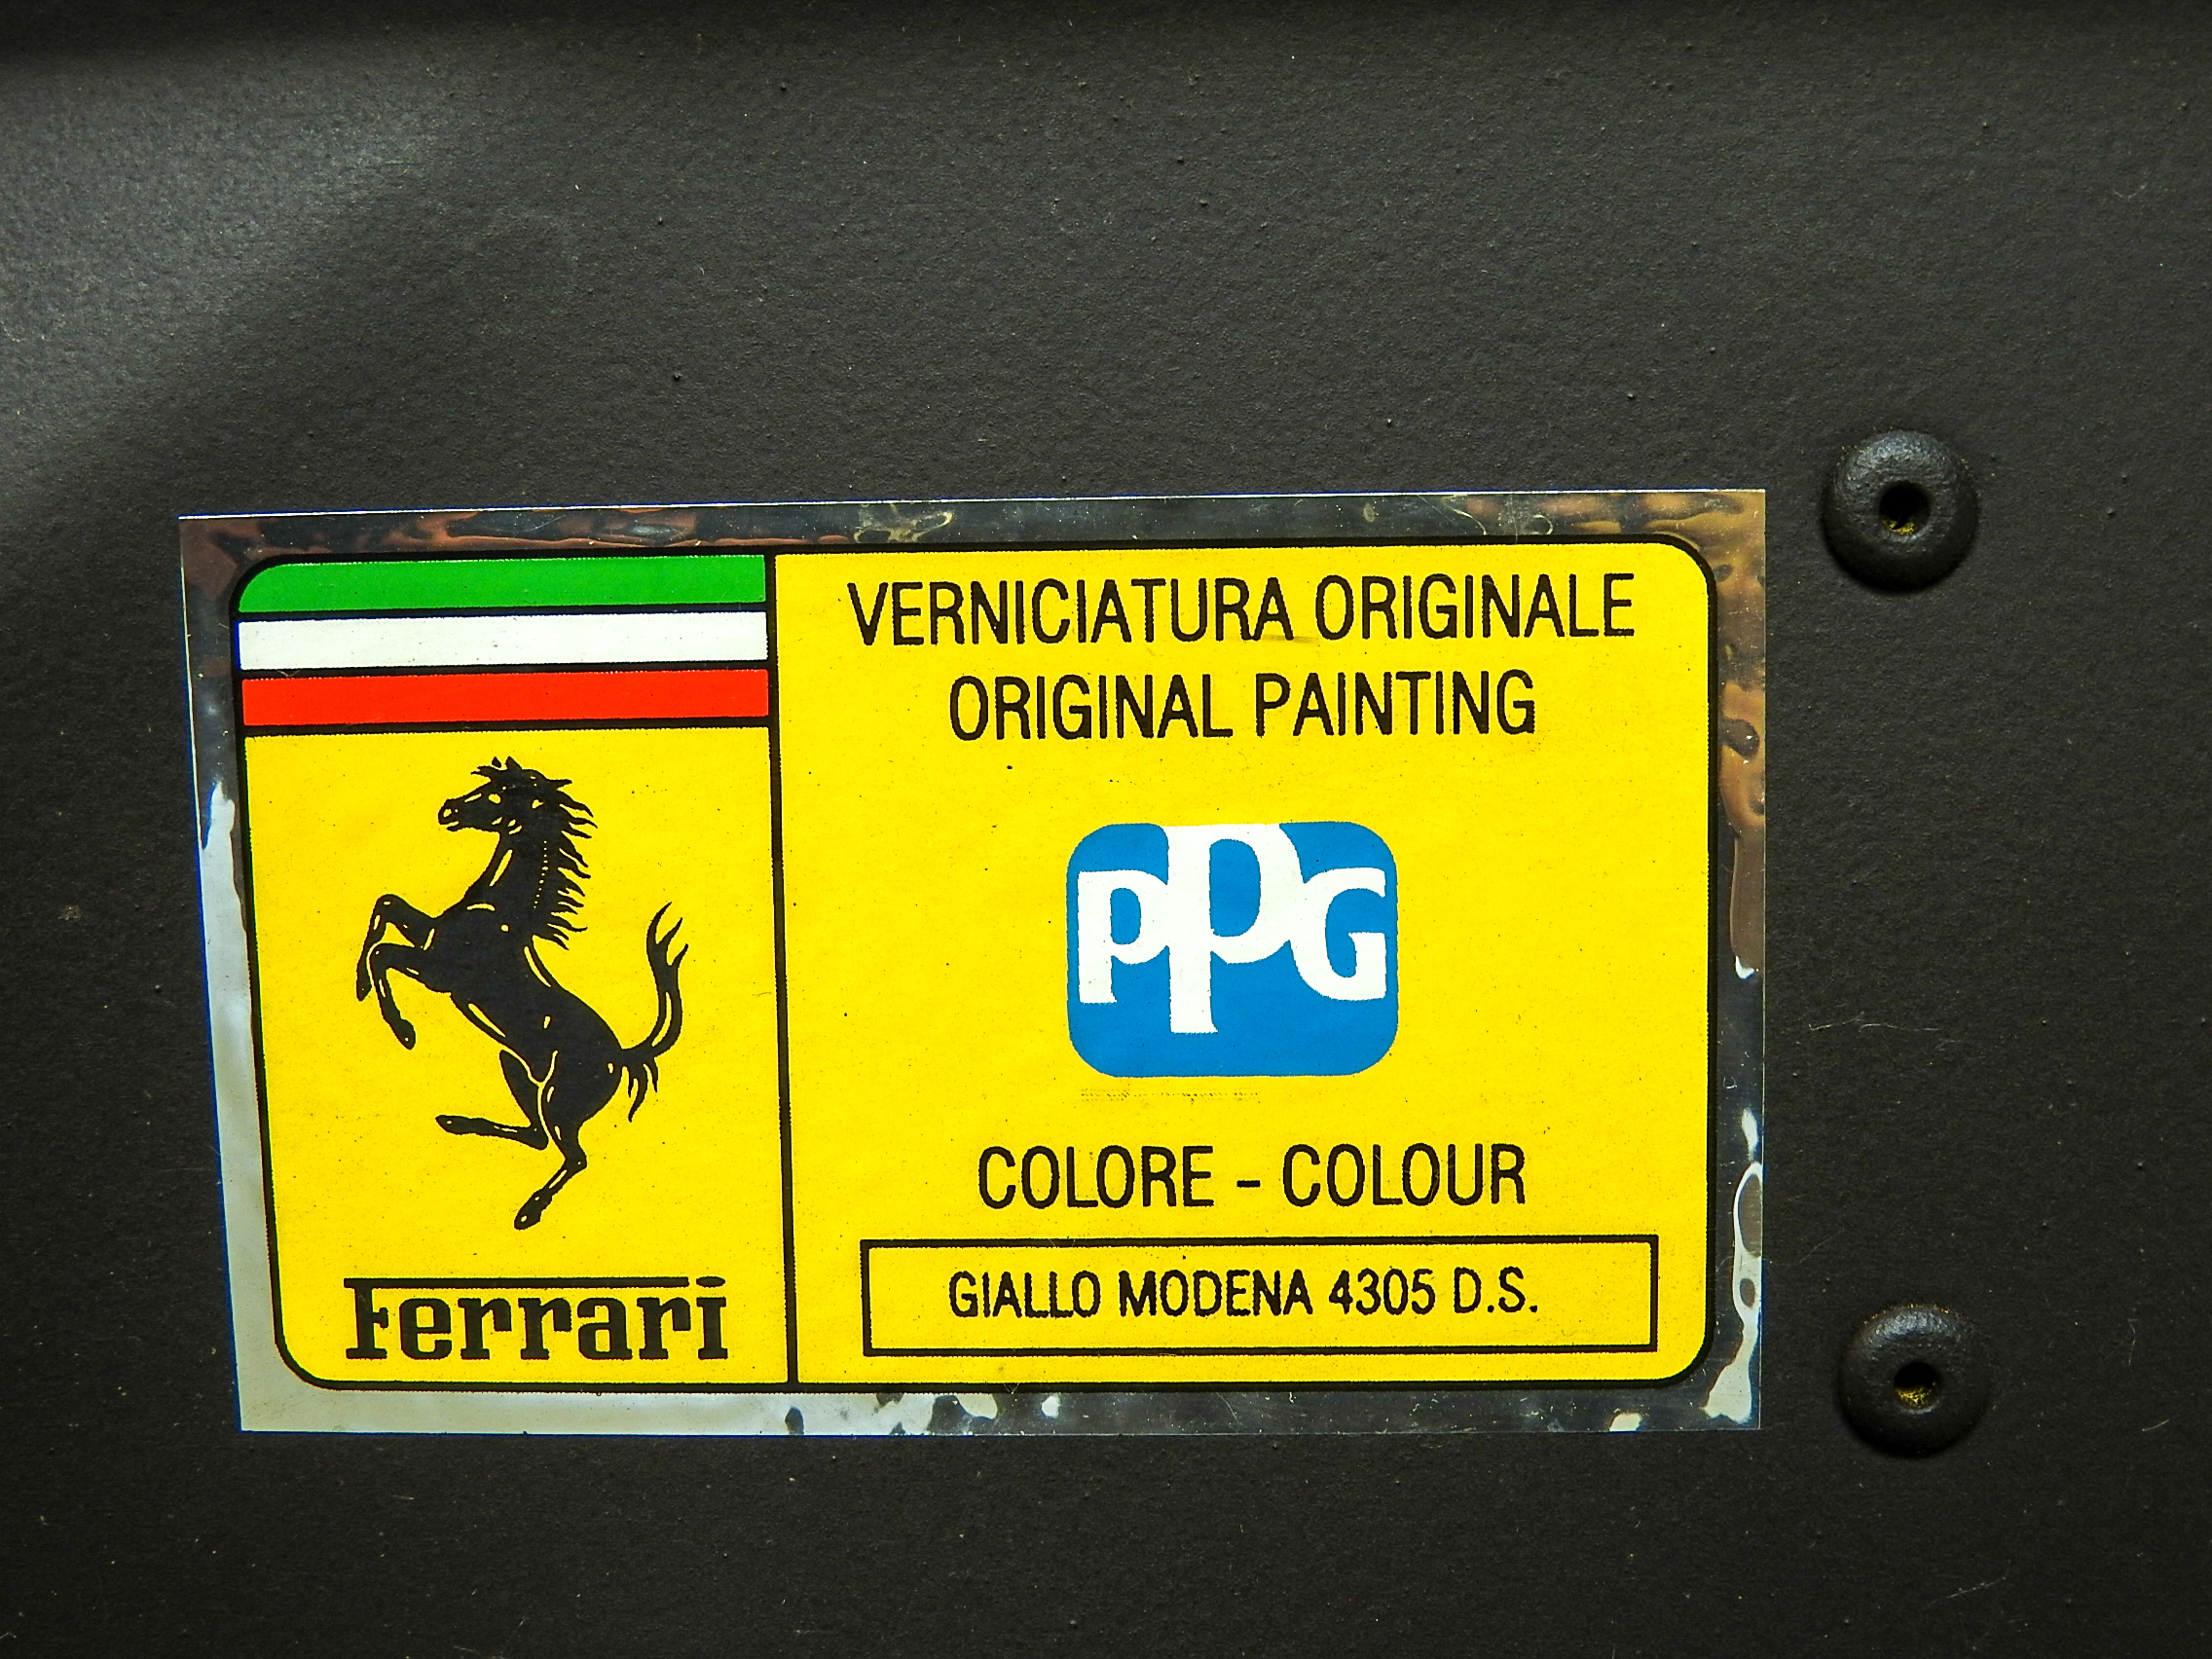 VERNICIATURA ORIGINALE
ORIGINAL PAINTING
PPG
COLORE - COLOUR
GIALLO MODENA 4305 D.S.
Ferrari